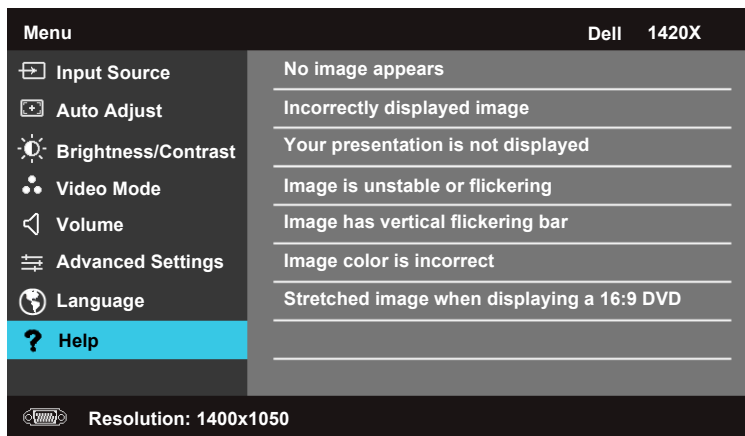 Menu
Dell 1420X
Input Source
Auto Adjust
Brightness/Contrast
Video Mode
Volume
Advanced Settings
Language
? Help
No image appears
Incorrectly displayed image
Your presentation is not displayed
Image is unstable or flickering
Image has vertical flickering bar
Image color is incorrect
Stretched image when displaying a 16:9 DVD
Resolution: 1400x1050